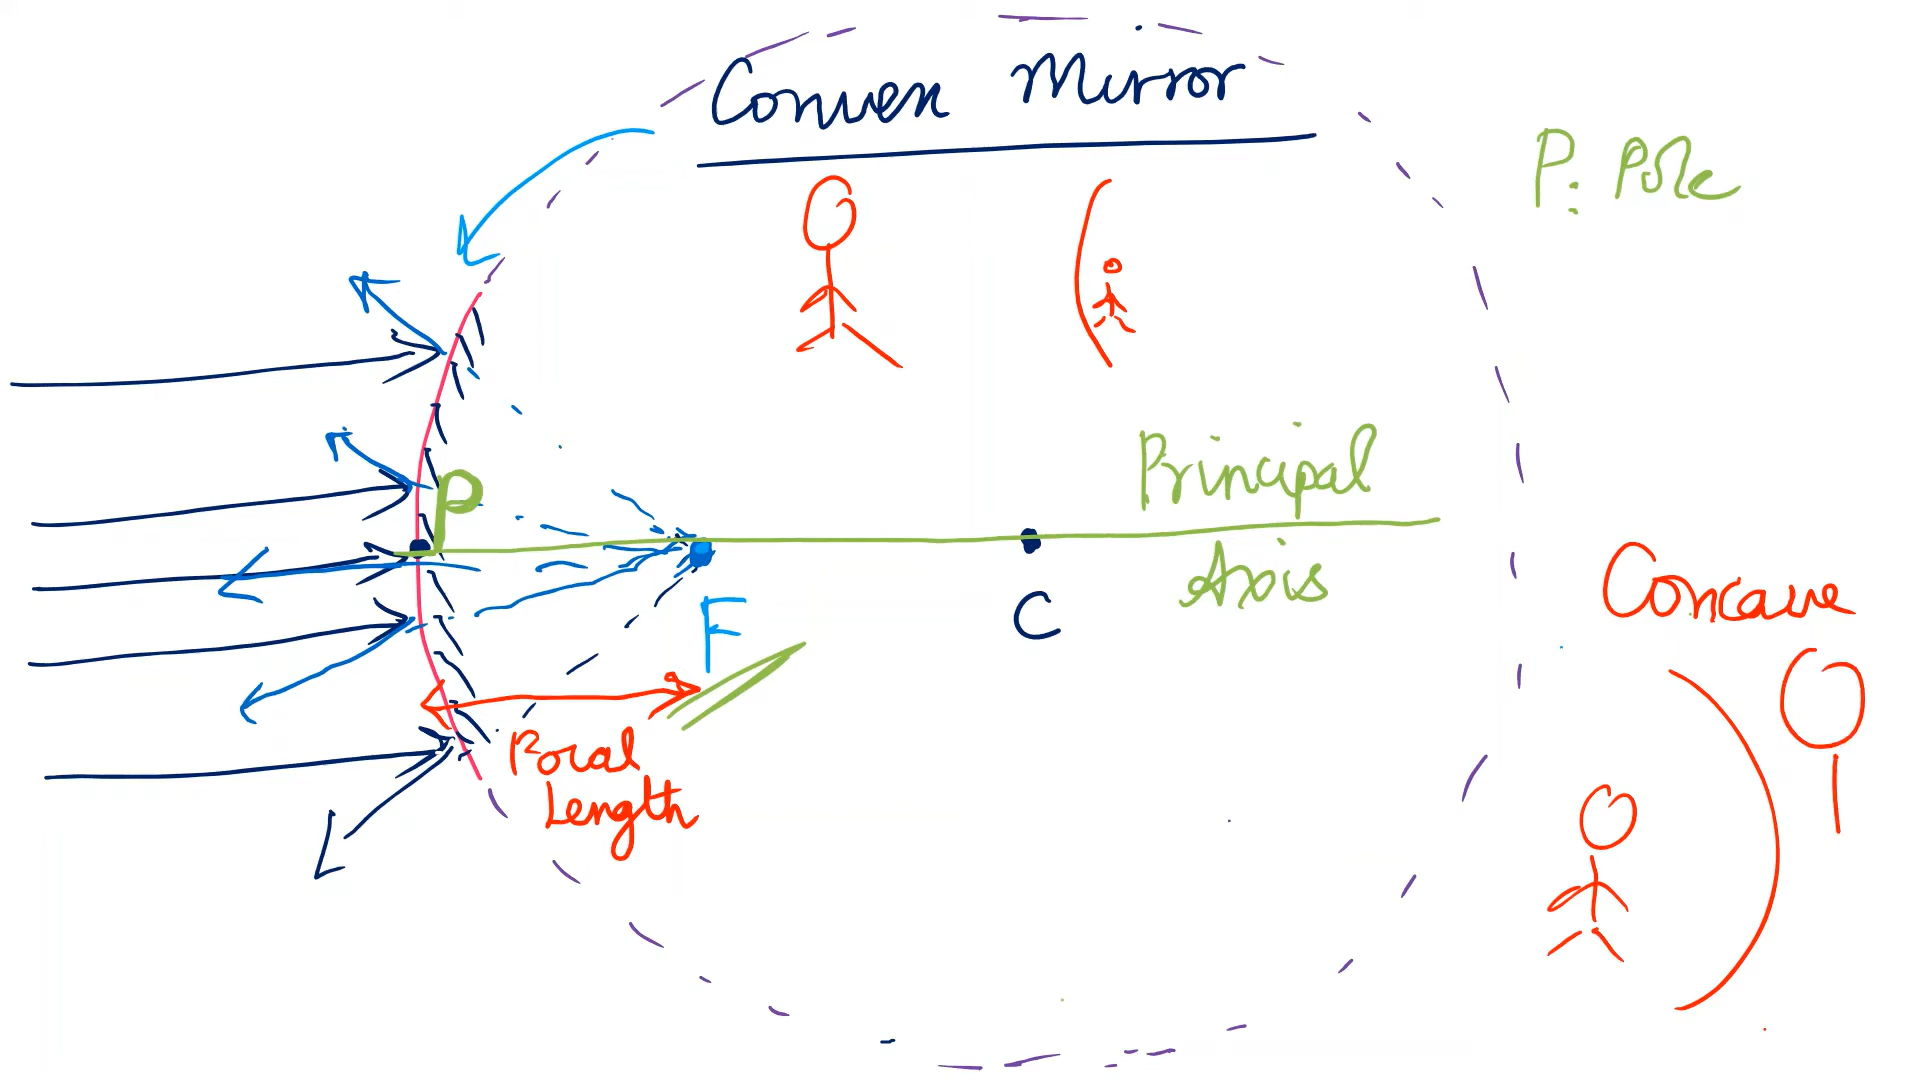 Convex Mirror
P: Pole
P
Principal
Axis
F
C
Concave
Focal
Length